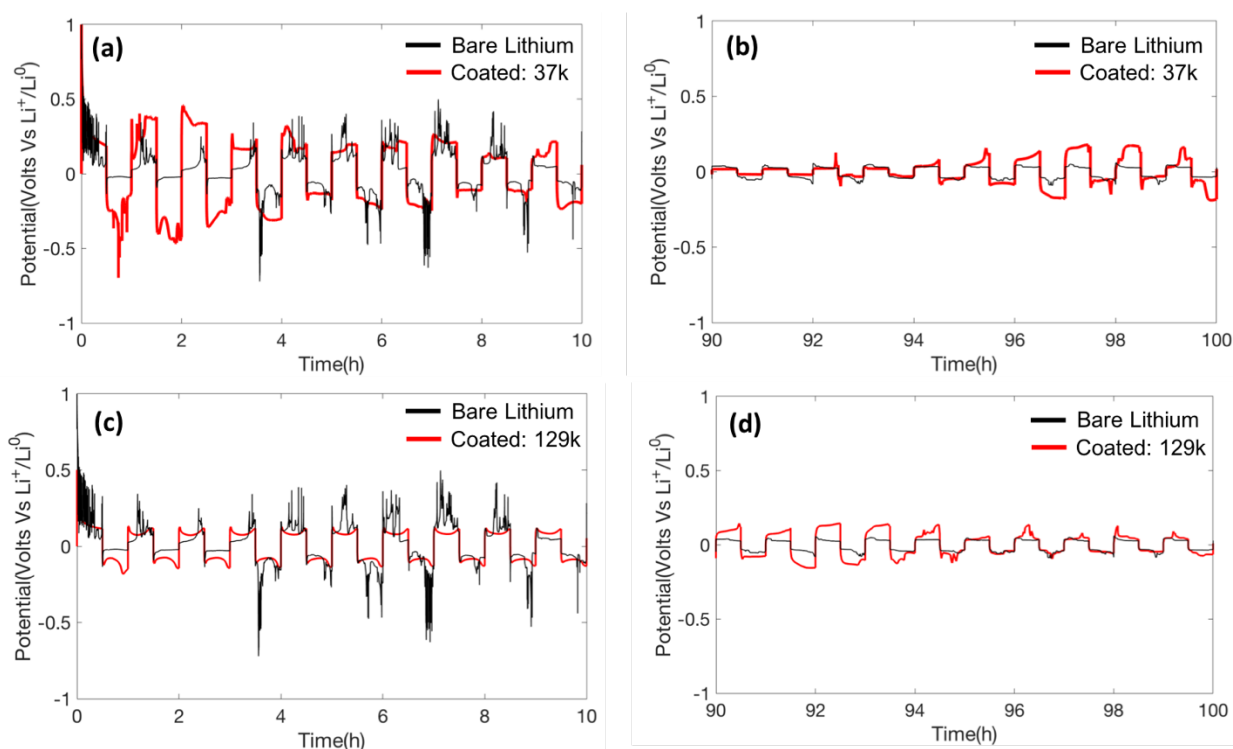 (a)
Bare Lithium
Coated: 37k
Potential(Volts Vs Li⁺/Li⁰)
1
0.5
0
-0.5
-1
0 2 4 6 8 10
Time(h)
(b)
Bare Lithium
Coated: 37k
Potential(Volts Vs Li⁺/Li⁰)
1
0.5
0
-0.5
-1
90 92 94 96 98 100
Time(h)
(c)
Bare Lithium
Coated: 129k
Potential(Volts Vs Li⁺/Li⁰)
1
0.5
0
-0.5
-1
0 2 4 6 8 10
Time(h)
(d)
Bare Lithium
Coated: 129k
Potential(Volts Vs Li⁺/Li⁰)
1
0.5
0
-0.5
-1
90 92 94 96 98 100
Time(h)